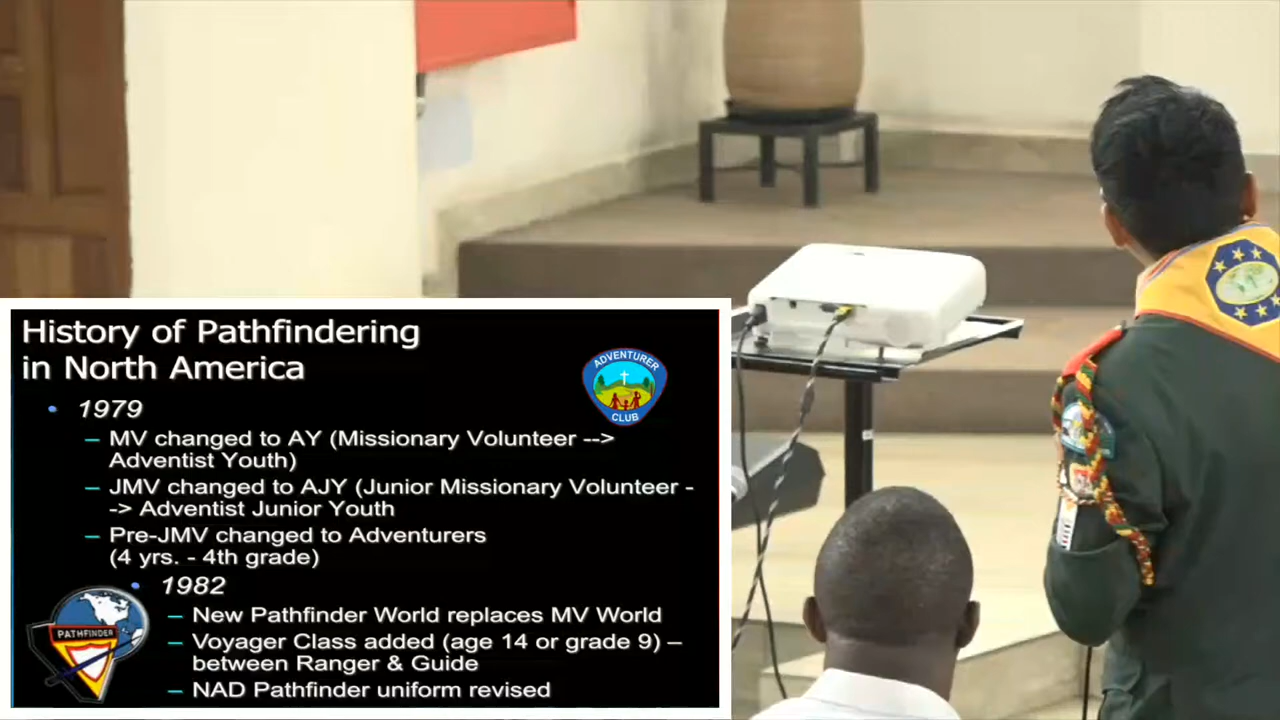 History of Pathfindering
in North America
• 1979
– MV changed to AY (Missionary Volunteer -->
Adventist Youth)
– JMV changed to AJY (Junior Missionary Volunteer -
-> Adventist Junior Youth
– Pre-JMV changed to Adventurers
(4 yrs. - 4th grade)
• 1982
– New Pathfinder World replaces MV World
– Voyager Class added (age 14 or grade 9) –
between Ranger & Guide
– NAD Pathfinder uniform revised
ADVENTURER
CLUB
PATHFINDER